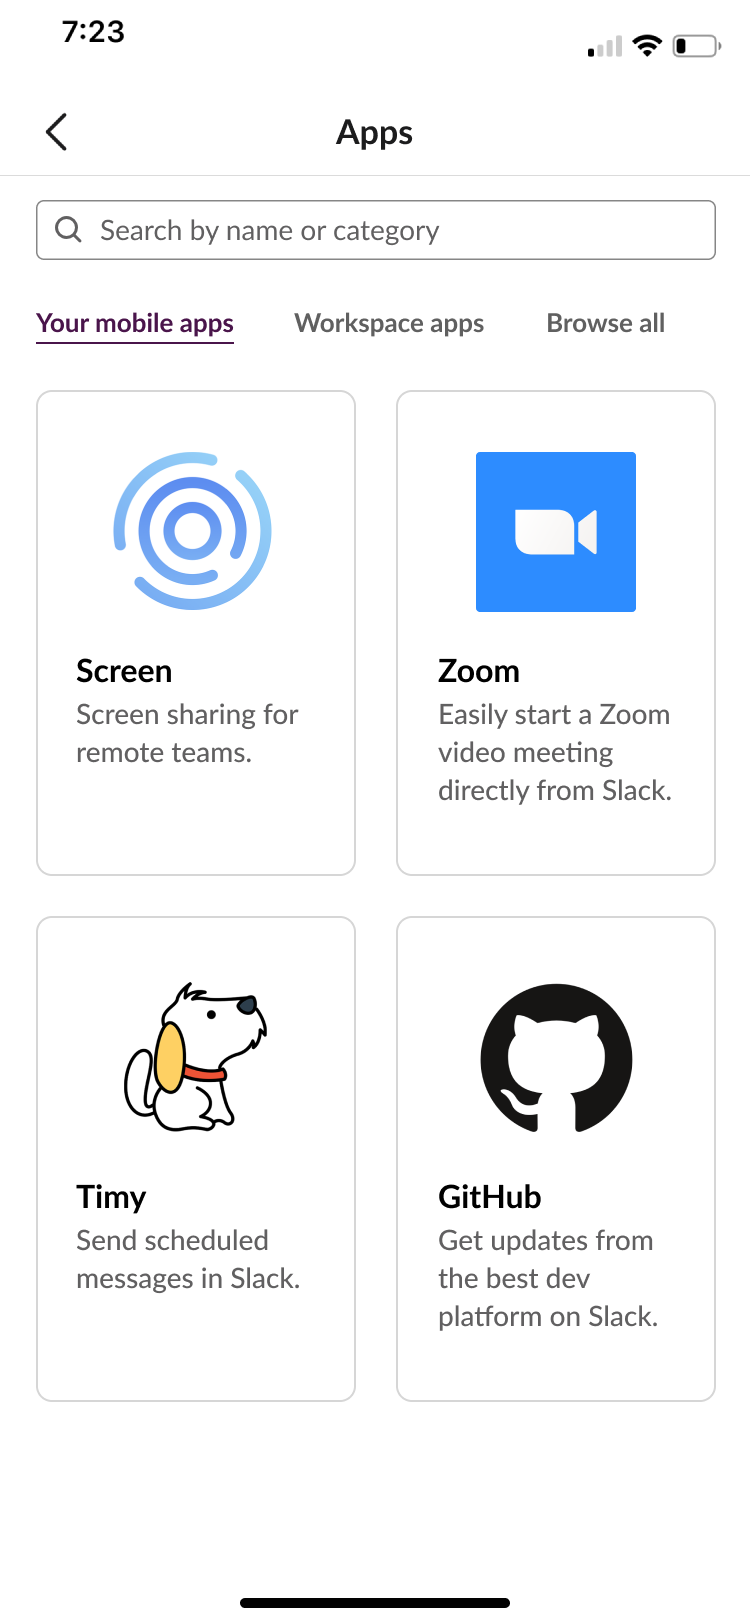 7:23
Apps
Search by name or category
Your mobile apps
Workspace apps
Browse all
Screen
Screen sharing for
remote teams.
Zoom
Easily start a Zoom
video meeting
directly from Slack.
Timy
Send scheduled
messages in Slack.
GitHub
Get updates from
the best dev
platform on Slack.